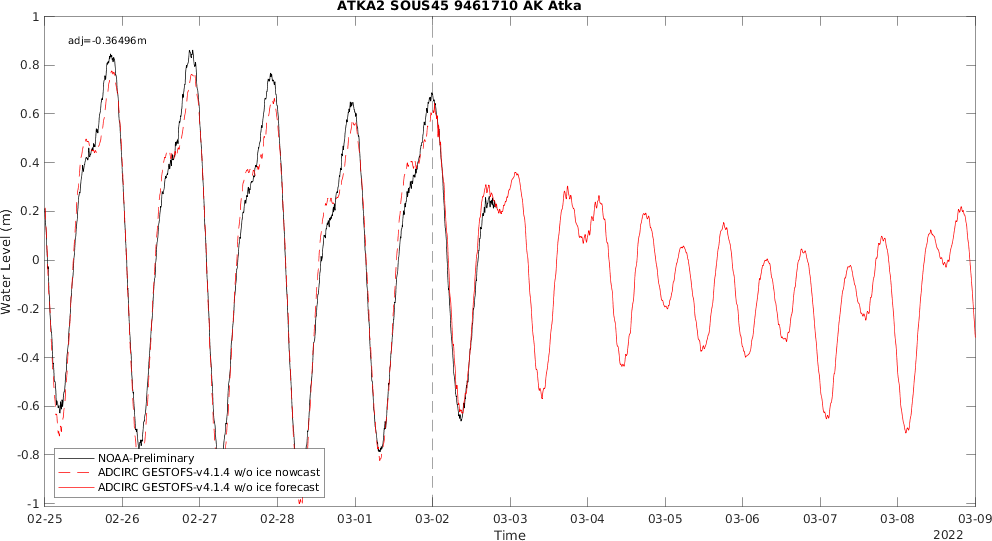 ATKA2 SOUS45 9461710 AK Atka
adj=-0.36496m
Water Level (m)
1
0.8
0.6
0.4
0.2
0
-0.2
-0.4
-0.6
-0.8
-1
NOAA-Preliminary
ADCIRC GESTOFS-v4.1.4 w/o ice nowcast
ADCIRC GESTOFS-v4.1.4 w/o ice forecast
02-25 02-26 02-27 02-28 03-01 03-02 03-03 03-04 03-05 03-06 03-07 03-08 03-09
Time
2022